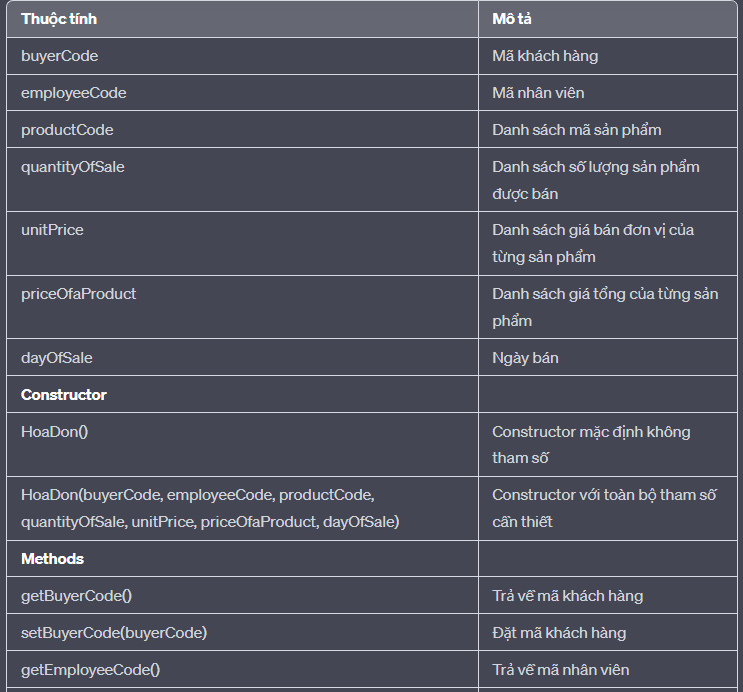 Thuộc tính
Mô tả
buyerCode
Mã khách hàng
employeeCode
Mã nhân viên
productCode
Danh sách mã sản phẩm
quantityOfSale
Danh sách số lượng sản phẩm
được bán
unitPrice
Danh sách giá bán đơn vị của
từng sản phẩm
priceOfaProduct
Danh sách giá tổng của từng sản
phẩm
dayOfSale
Ngày bán
Constructor
HoaDon()
Constructor mặc định không
tham số
HoaDon(buyerCode, employeeCode, productCode,
quantityOfSale, unitPrice, priceOfaProduct, dayOfSale)
Constructor với toàn bộ tham số
cần thiết
Methods
getBuyerCode()
Trả về mã khách hàng
setBuyerCode(buyerCode)
Đặt mã khách hàng
getEmployeeCode()
Trả về mã nhân viên